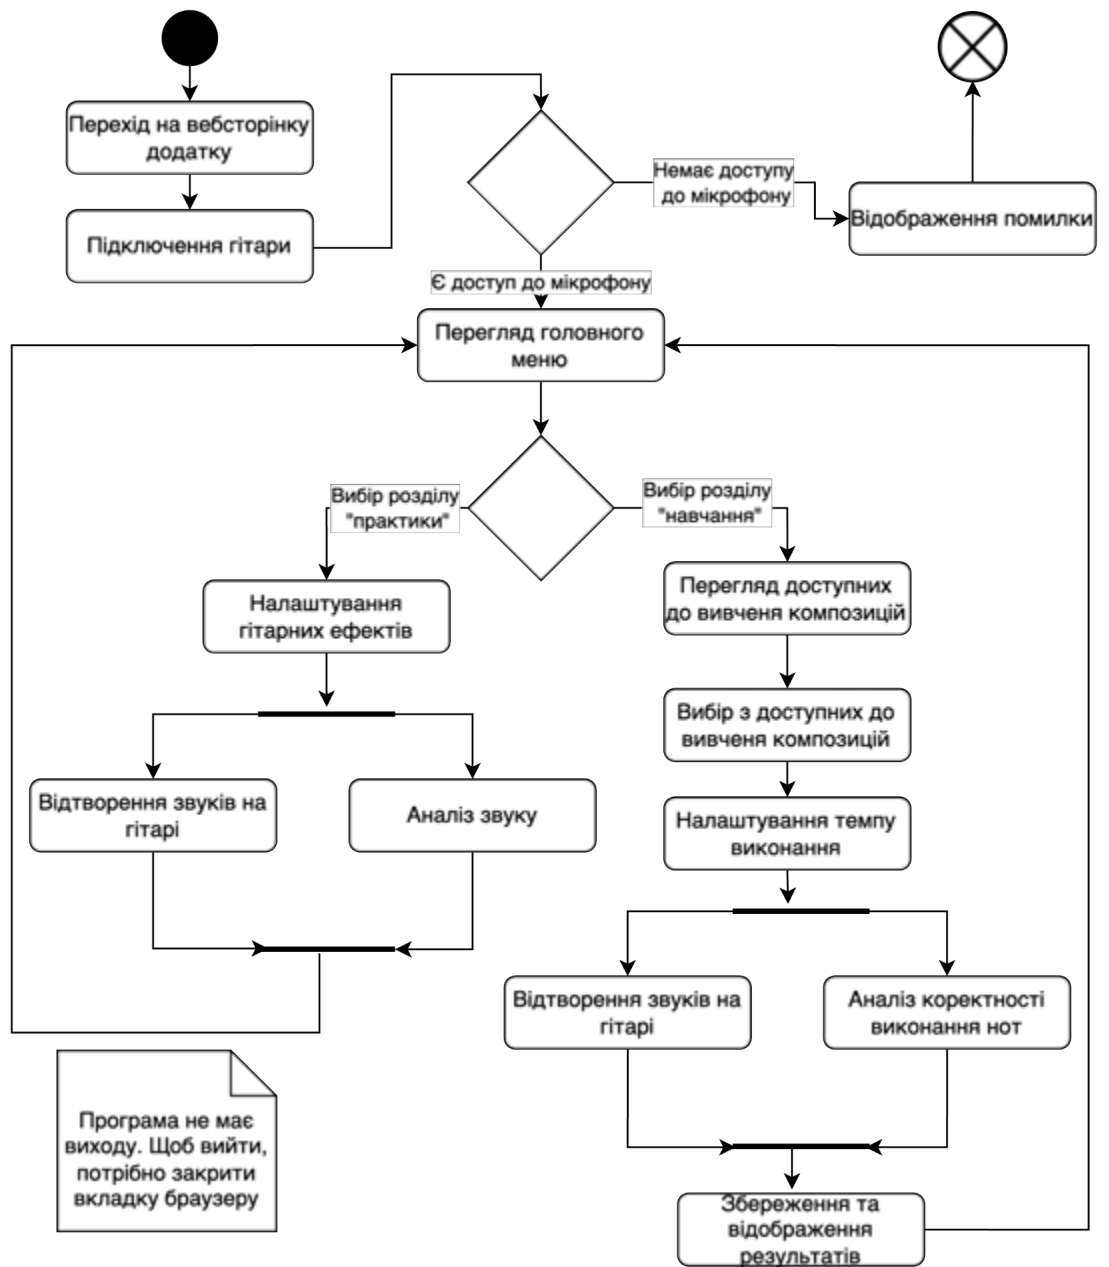 Перехід на вебсторінку
додатку
Підключення гітари
Немає доступу
до мікрофону
Відображення помилки
Є доступ до мікрофону
Перегляд головного
меню
Вибір розділу
"практики"
Вибір розділу
"навчання"
Налаштування
гітарних ефектів
Перегляд доступних
до вивченя композицій
Вибір з доступних до
вивченя композицій
Відтворення звуків на
гітарі
Аналіз звуку
Налаштування темпу
виконання
Відтворення звуків на
гітарі
Аналіз коректності
виконання нот
Програма не має
виходу. Щоб вийти,
потрібно закрити
вкладку браузеру
Збереження та
відображення
результатів